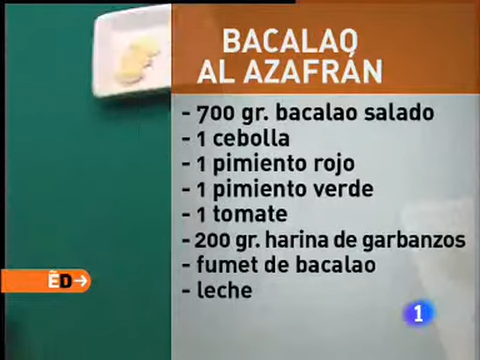 BACALAO
AL AZAFRÁN
- 700 gr. bacalao salado
- 1 cebolla
- 1 pimiento rojo
- 1 pimiento verde
- 1 tomate
- 200 gr. harina de garbanzos
- fumet de bacalao
- leche
ĒD→
1